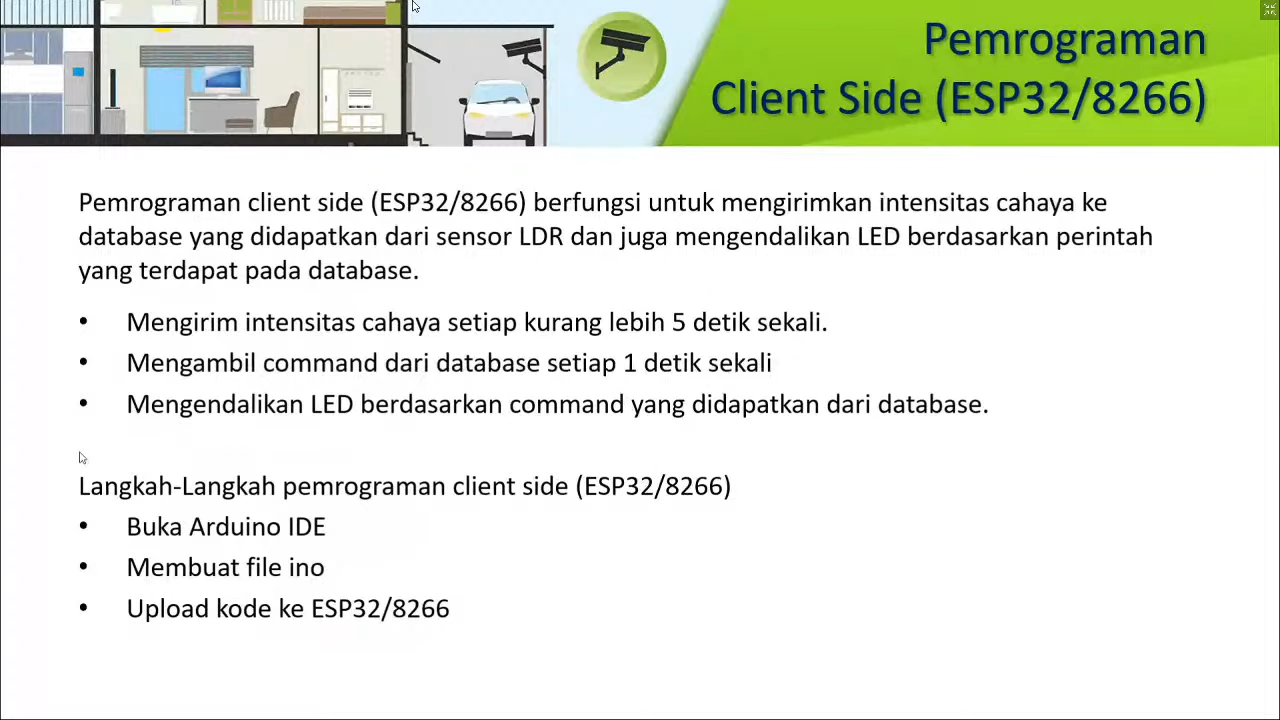 Pemrograman
Client Side (ESP32/8266)
Pemrograman client side (ESP32/8266) berfungsi untuk mengirimkan intensitas cahaya ke
database yang didapatkan dari sensor LDR dan juga mengendalikan LED berdasarkan perintah
yang terdapat pada database.
• Mengirim intensitas cahaya setiap kurang lebih 5 detik sekali.
• Mengambil command dari database setiap 1 detik sekali
• Mengendalikan LED berdasarkan command yang didapatkan dari database.
Langkah-Langkah pemrograman client side (ESP32/8266)
• Buka Arduino IDE
• Membuat file ino
• Upload kode ke ESP32/8266